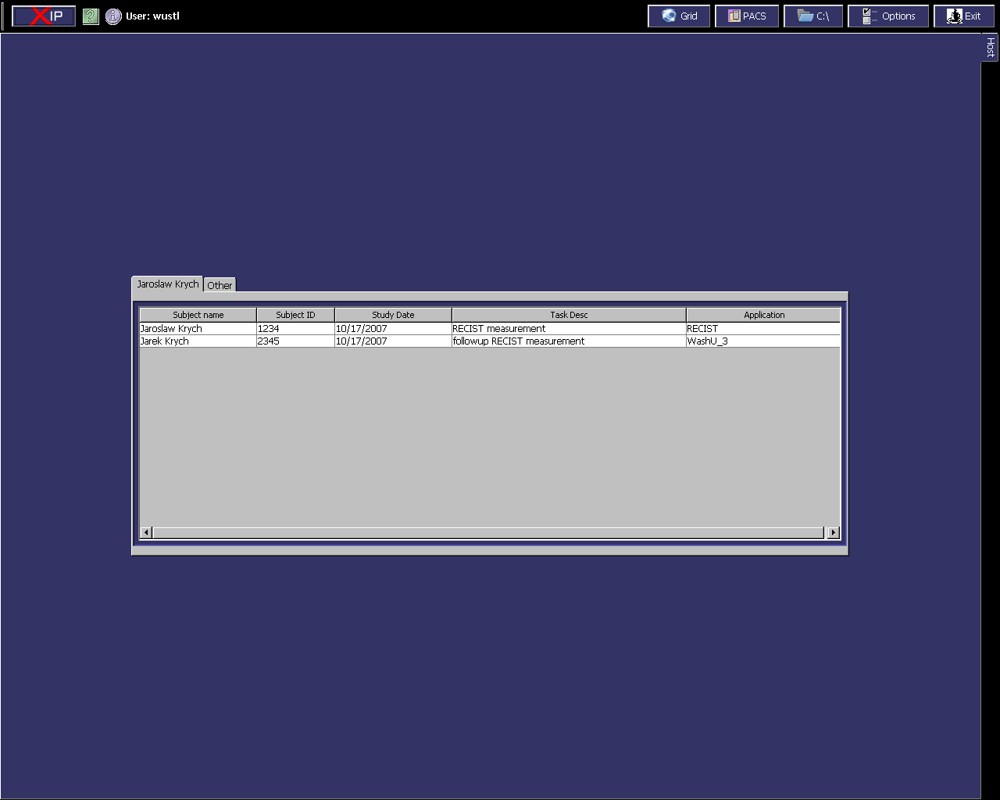 XIP ? i User: wustl Grid PACS C:\ Options Exit
Host
Jaroslaw Krych Other
Subject name Subject ID Study Date Task Desc Application
Jaroslaw Krych 1234 10/17/2007 RECIST measurement RECIST
Jarek Krych 2345 10/17/2007 followup RECIST measurement WashU_3